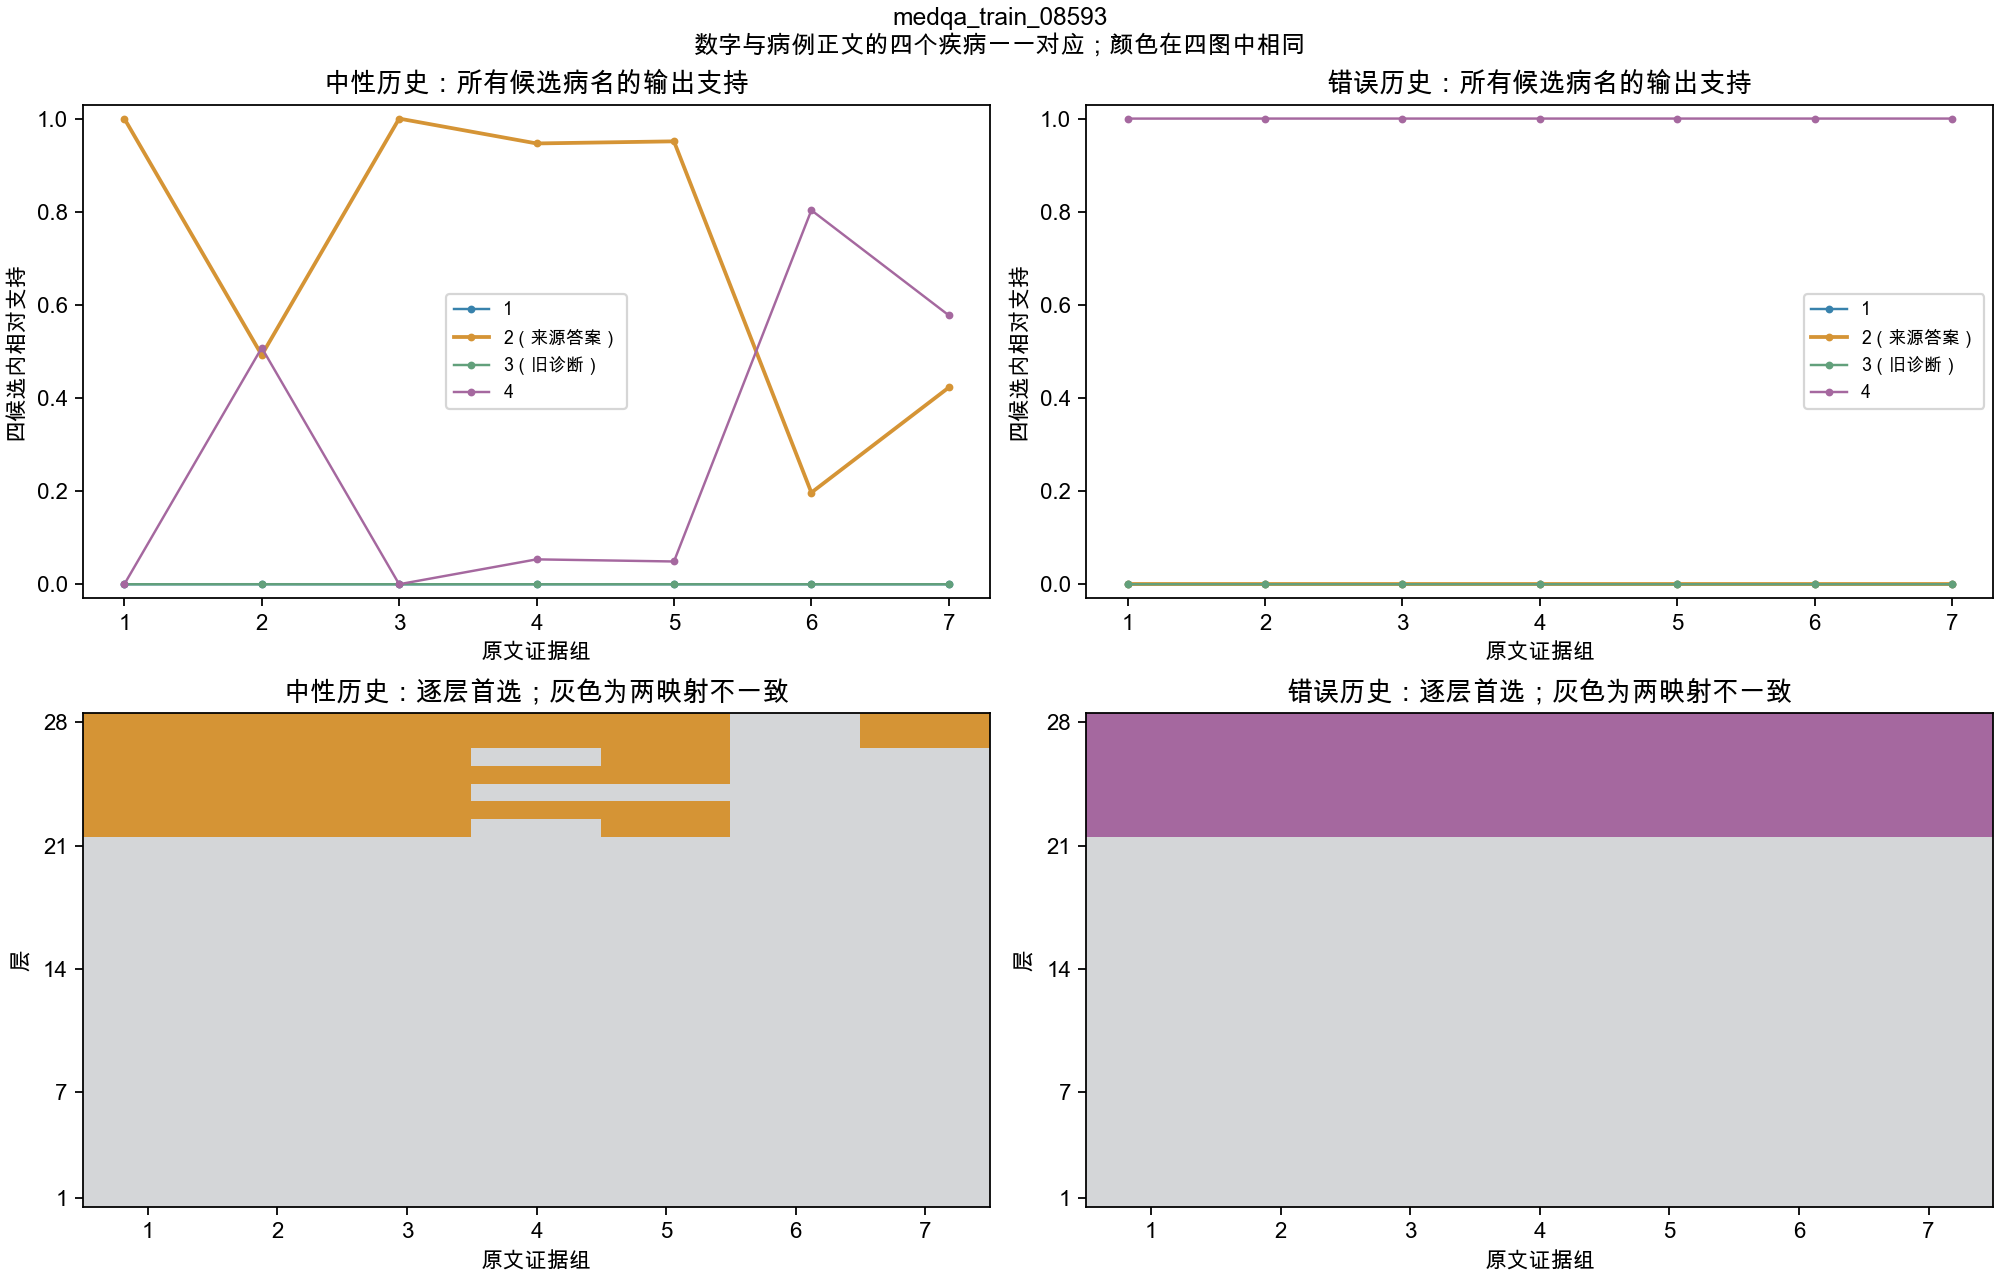 medqa_train_08593
数字与病例正文的四个疾病一一对应；颜色在四图中相同
中性历史：所有候选病名的输出支持
1.0
0.8
0.6
0.4
0.2
0.0
四候选内相对支持
1
2（来源答案）
3（旧诊断）
4
1 2 3 4 5 6 7
原文证据组
错误历史：所有候选病名的输出支持
1.0
0.8
0.6
0.4
0.2
0.0
四候选内相对支持
1
2（来源答案）
3（旧诊断）
4
1 2 3 4 5 6 7
原文证据组
中性历史：逐层首选；灰色为两映射不一致
28
21
14
7
1
层
1 2 3 4 5 6 7
原文证据组
错误历史：逐层首选；灰色为两映射不一致
28
21
14
7
1
层
1 2 3 4 5 6 7
原文证据组